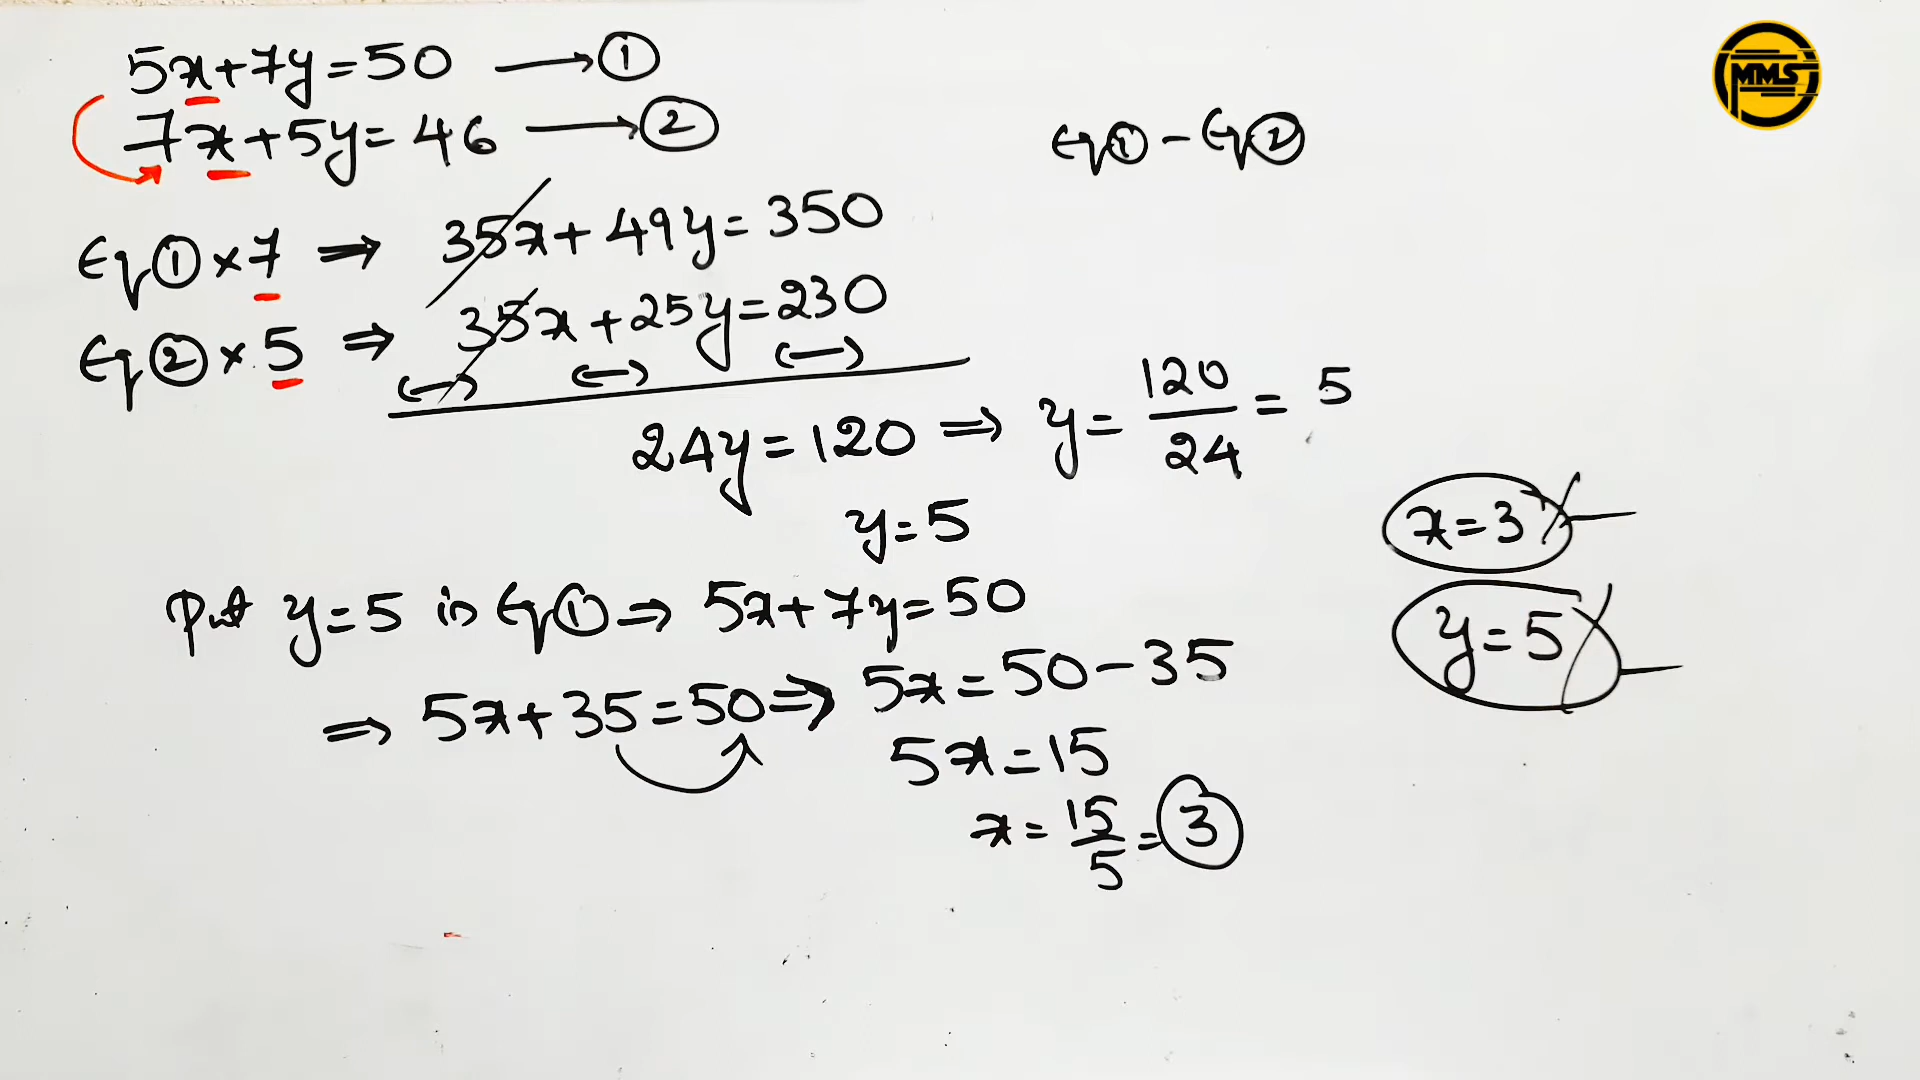 5x+7y=50 → ①
7x+5y=46 → ②
MMS
Eq① - Eq②
Eq① × 7 ⇒ 35x + 49y = 350
Eq② × 5 ⇒ 35x + 25y = 230
(-) (-) (-)
24y = 120 ⇒ y = 120/24 = 5
y = 5
x = 3
y = 5
Put y = 5 in Eq① ⇒ 5x + 7y = 50
⇒ 5x + 35 = 50 ⇒ 5x = 50 - 35
5x = 15
x = 15/5 = 3